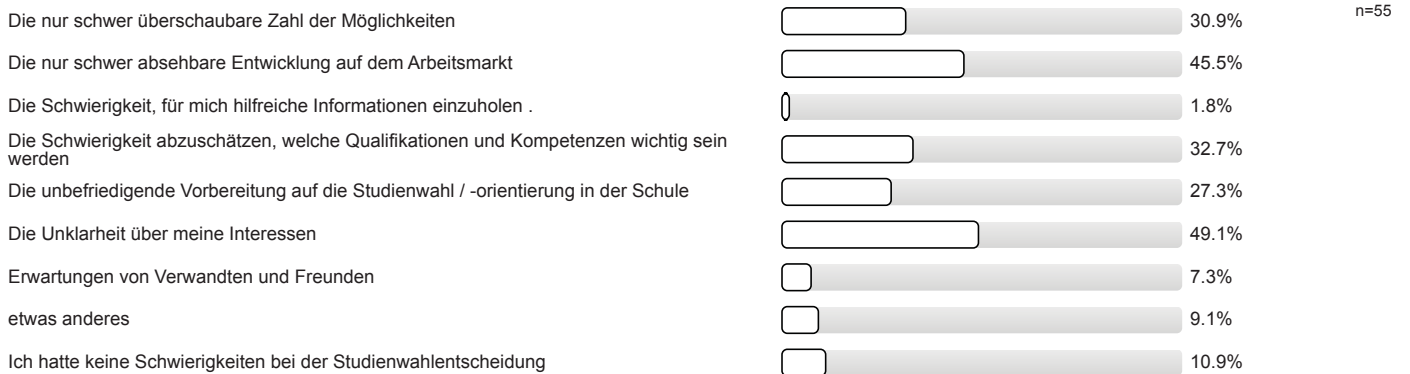 Die nur schwer überschaubare Zahl der Möglichkeiten 30.9% n=55
Die nur schwer absehbare Entwicklung auf dem Arbeitsmarkt 45.5%
Die Schwierigkeit, für mich hilfreiche Informationen einzuholen . 1.8%
Die Schwierigkeit abzuschätzen, welche Qualifikationen und Kompetenzen wichtig sein
werden 32.7%
Die unbefriedigende Vorbereitung auf die Studienwahl / -orientierung in der Schule 27.3%
Die Unklarheit über meine Interessen 49.1%
Erwartungen von Verwandten und Freunden 7.3%
etwas anderes 9.1%
Ich hatte keine Schwierigkeiten bei der Studienwahlentscheidung 10.9%